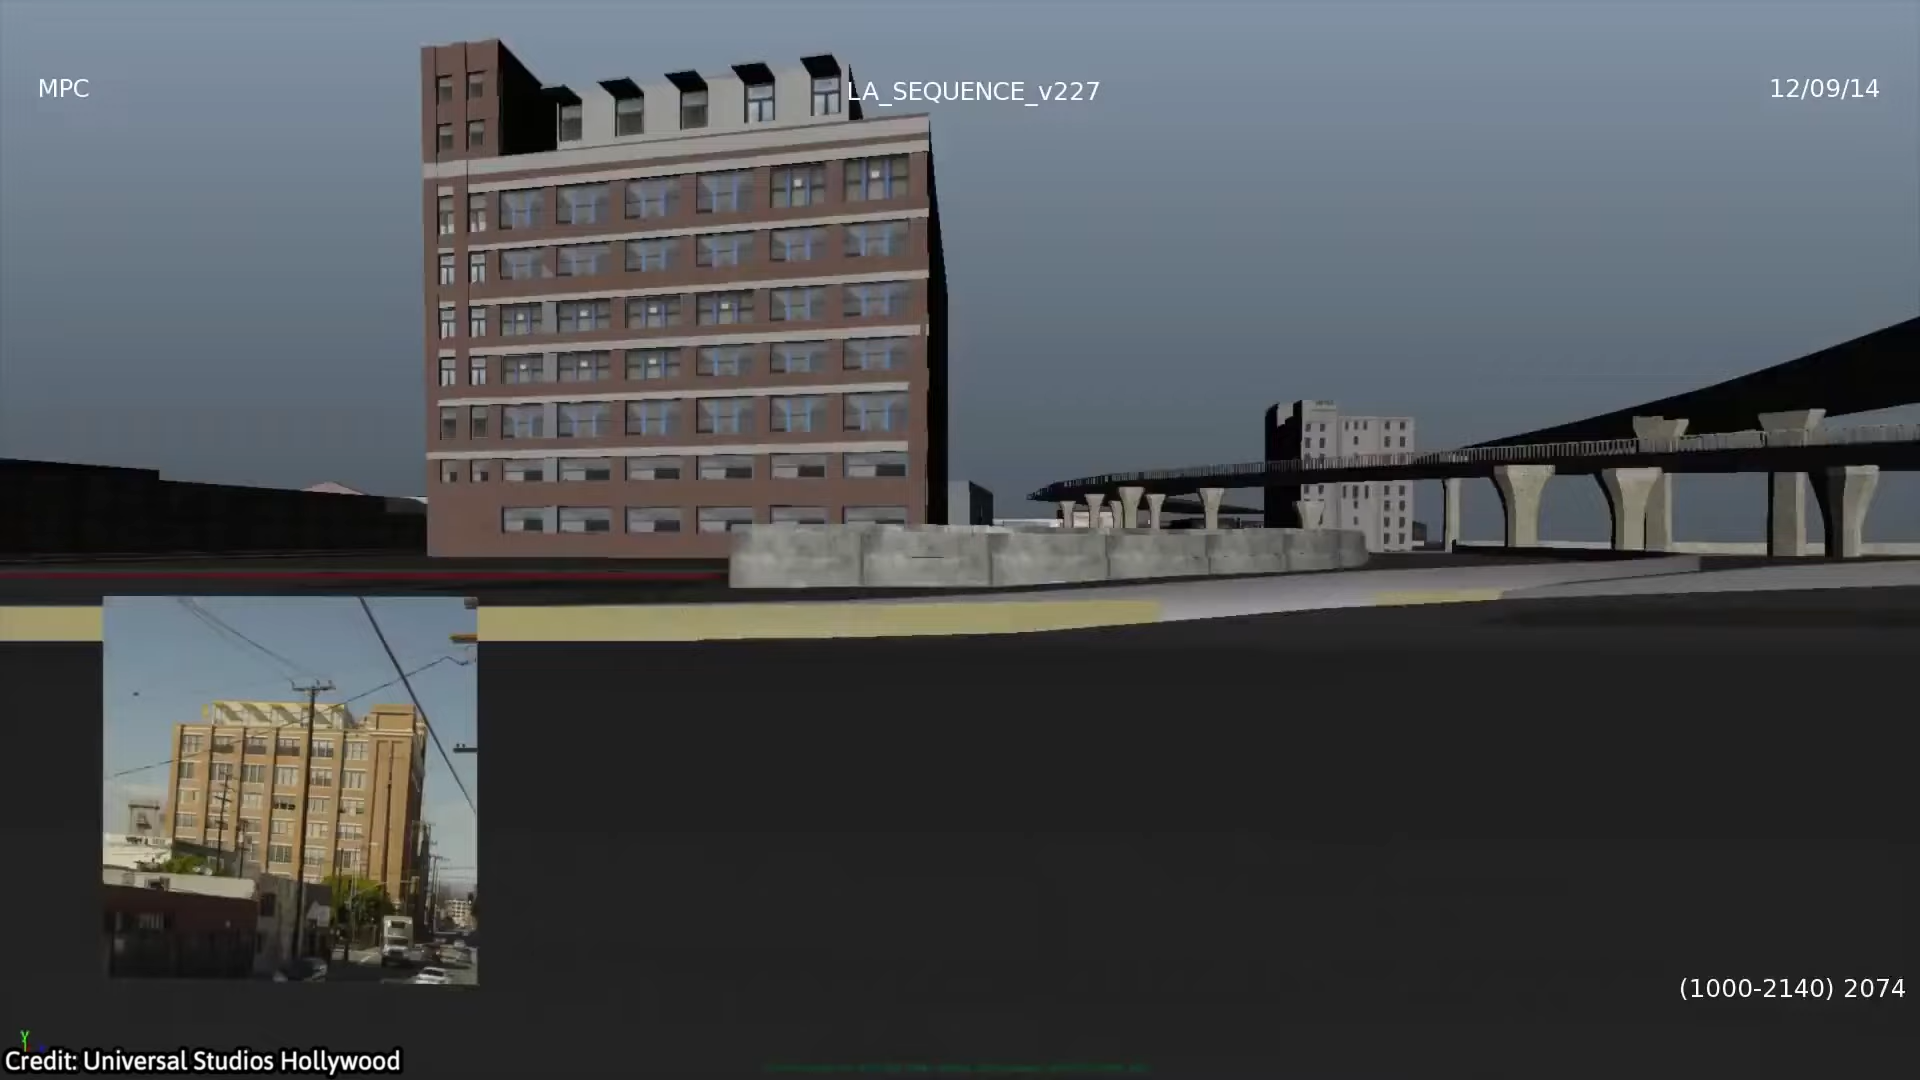 MPC
LA_SEQUENCE_v227
12/09/14
(1000-2140) 2074
Y
Credit: Universal Studios Hollywood